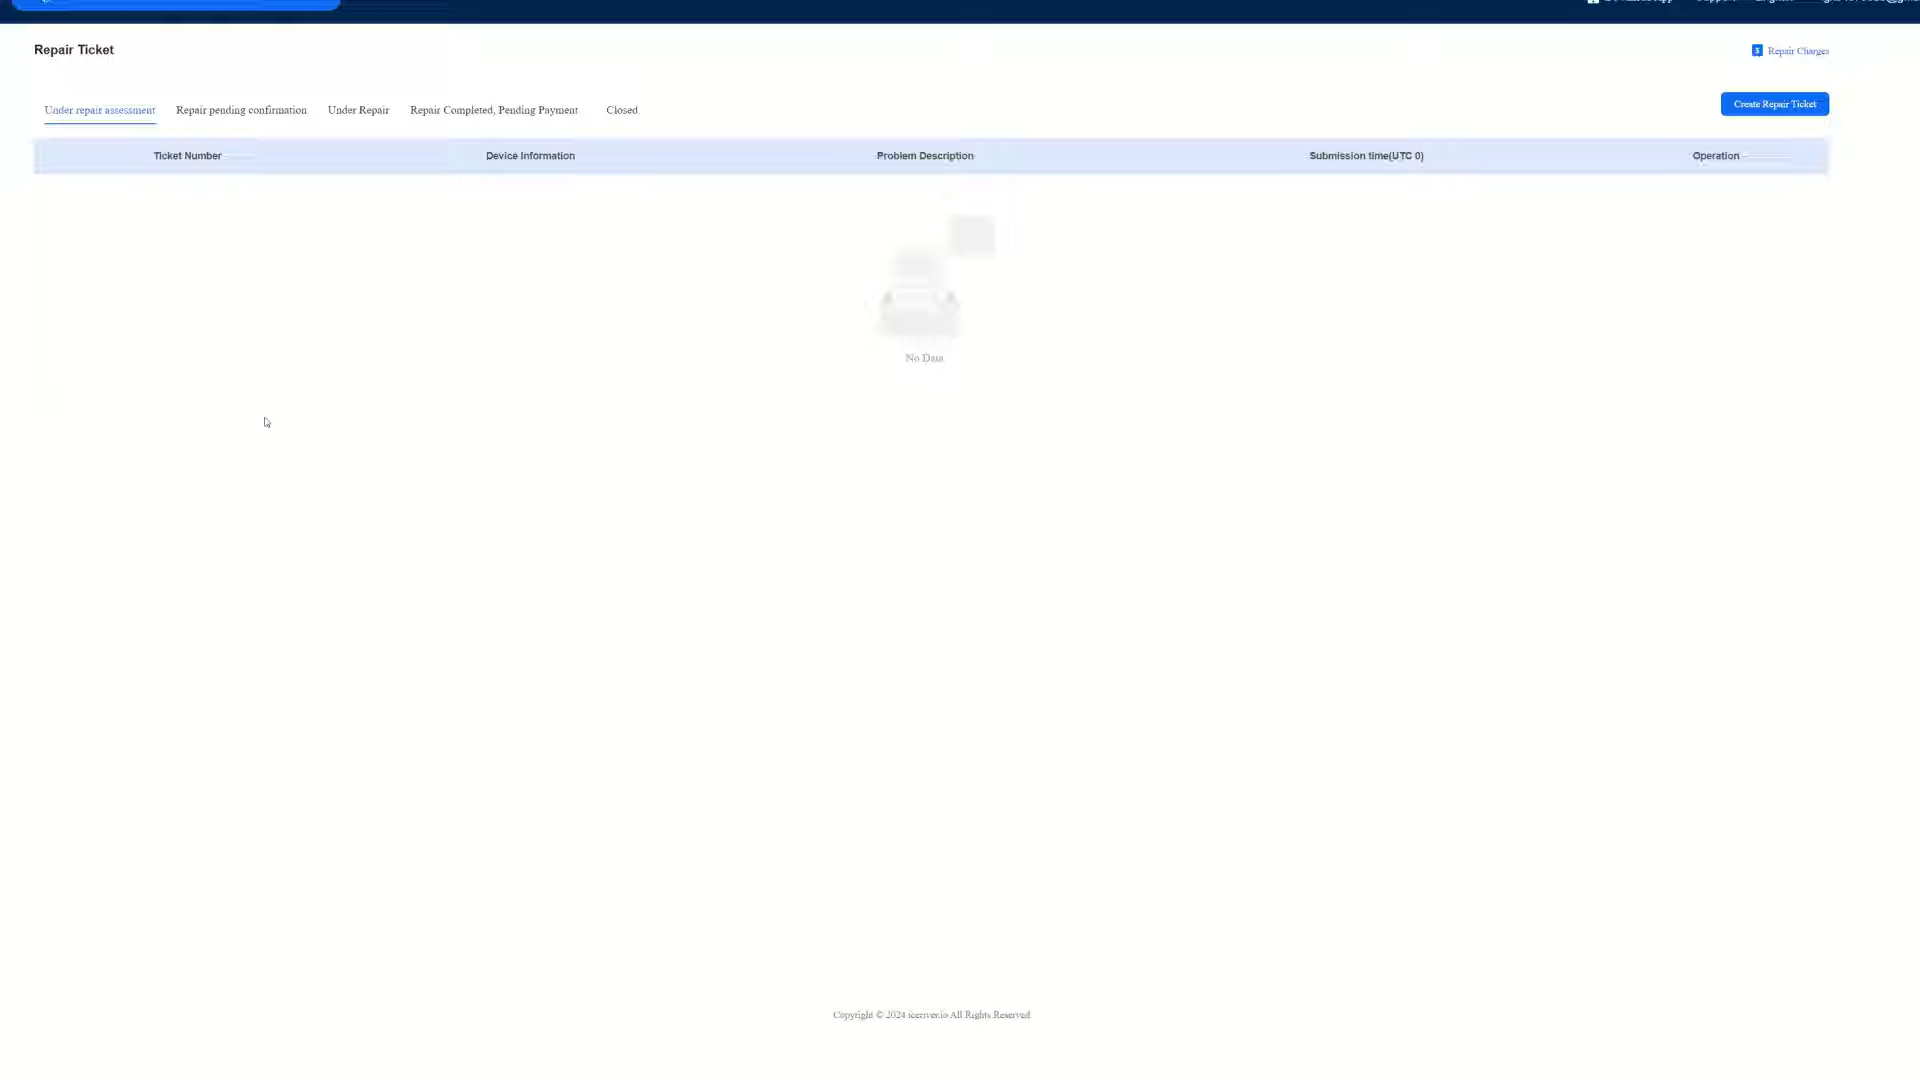 Repair Ticket
Repair Charges
Under repair assessment Repair pending confirmation Under Repair Repair Completed, Pending Payment Closed
Create Repair Ticket
Ticket Number Device Information Problem Description Submission time(UTC 0) Operation
No Data
Copyright © 2024 iceriver.io All Rights Reserved